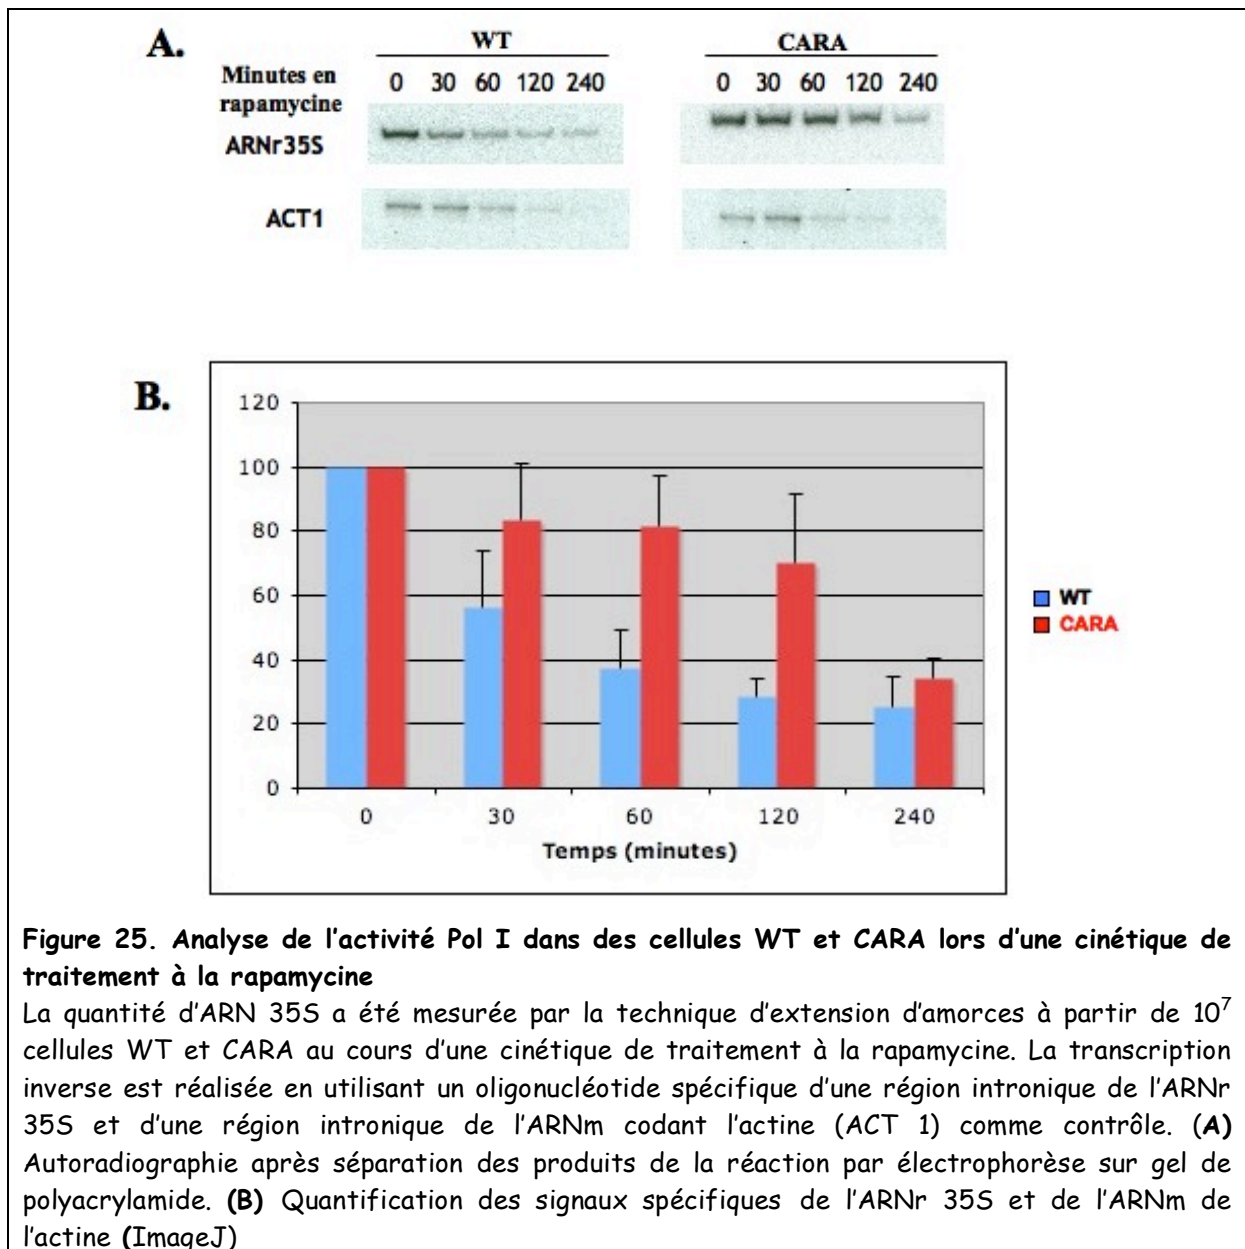 A.
WT
CARA
Minutes en
rapamycine
0 30 60 120 240
0 30 60 120 240
ARNr35S
ACT1
B.
120
100
80
60
40
20
0
0 30 60 120 240
Temps (minutes)
WT
CARA
Figure 25. Analyse de l'activité Pol I dans des cellules WT et CARA lors d'une cinétique de
traitement à la rapamycine
La quantité d'ARN 35S a été mesurée par la technique d'extension d'amorces à partir de 10⁷
cellules WT et CARA au cours d'une cinétique de traitement à la rapamycine. La transcription
inverse est réalisée en utilisant un oligonucléotide spécifique d'une région intronique de l'ARNr
35S et d'une région intronique de l'ARNm codant l'actine (ACT 1) comme contrôle. (A)
Autoradiographie après séparation des produits de la réaction par électrophorèse sur gel de
polyacrylamide. (B) Quantification des signaux spécifiques de l'ARNr 35S et de l'ARNm de
l'actine (ImageJ)